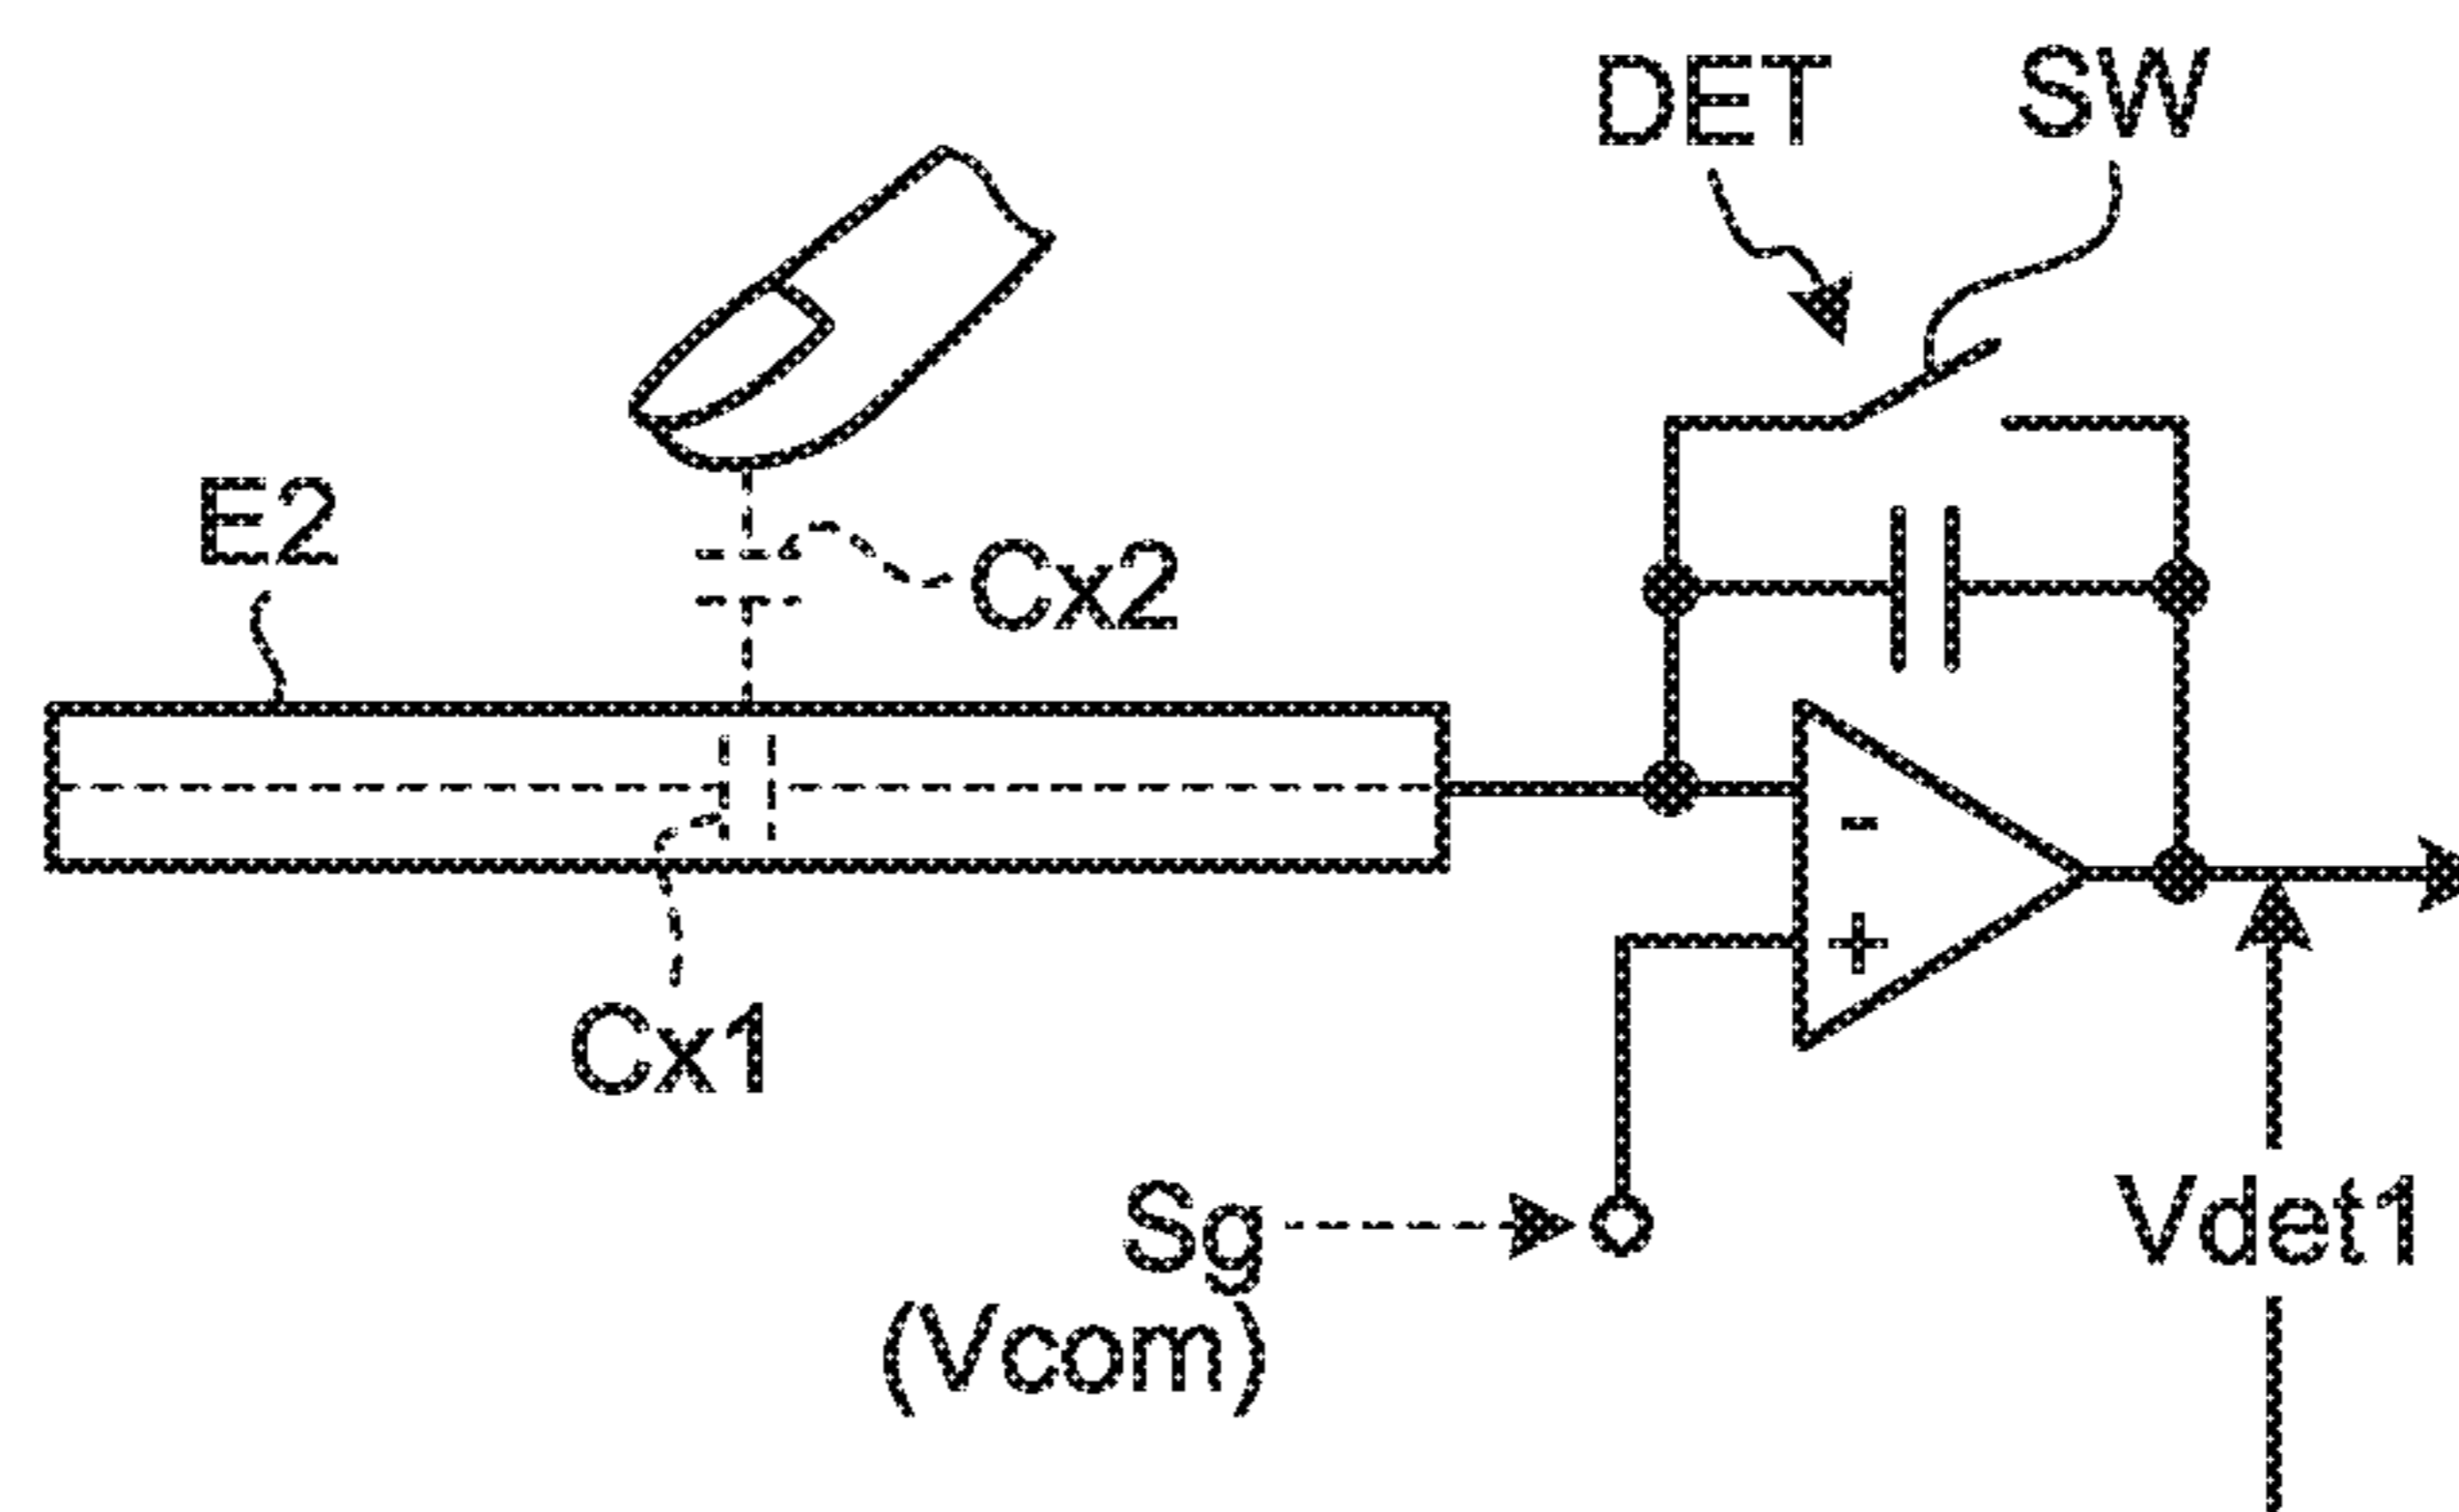 DET
SW
E2
Cx2
-
+
Cx1
Sg
(Vcom)
Vdet1